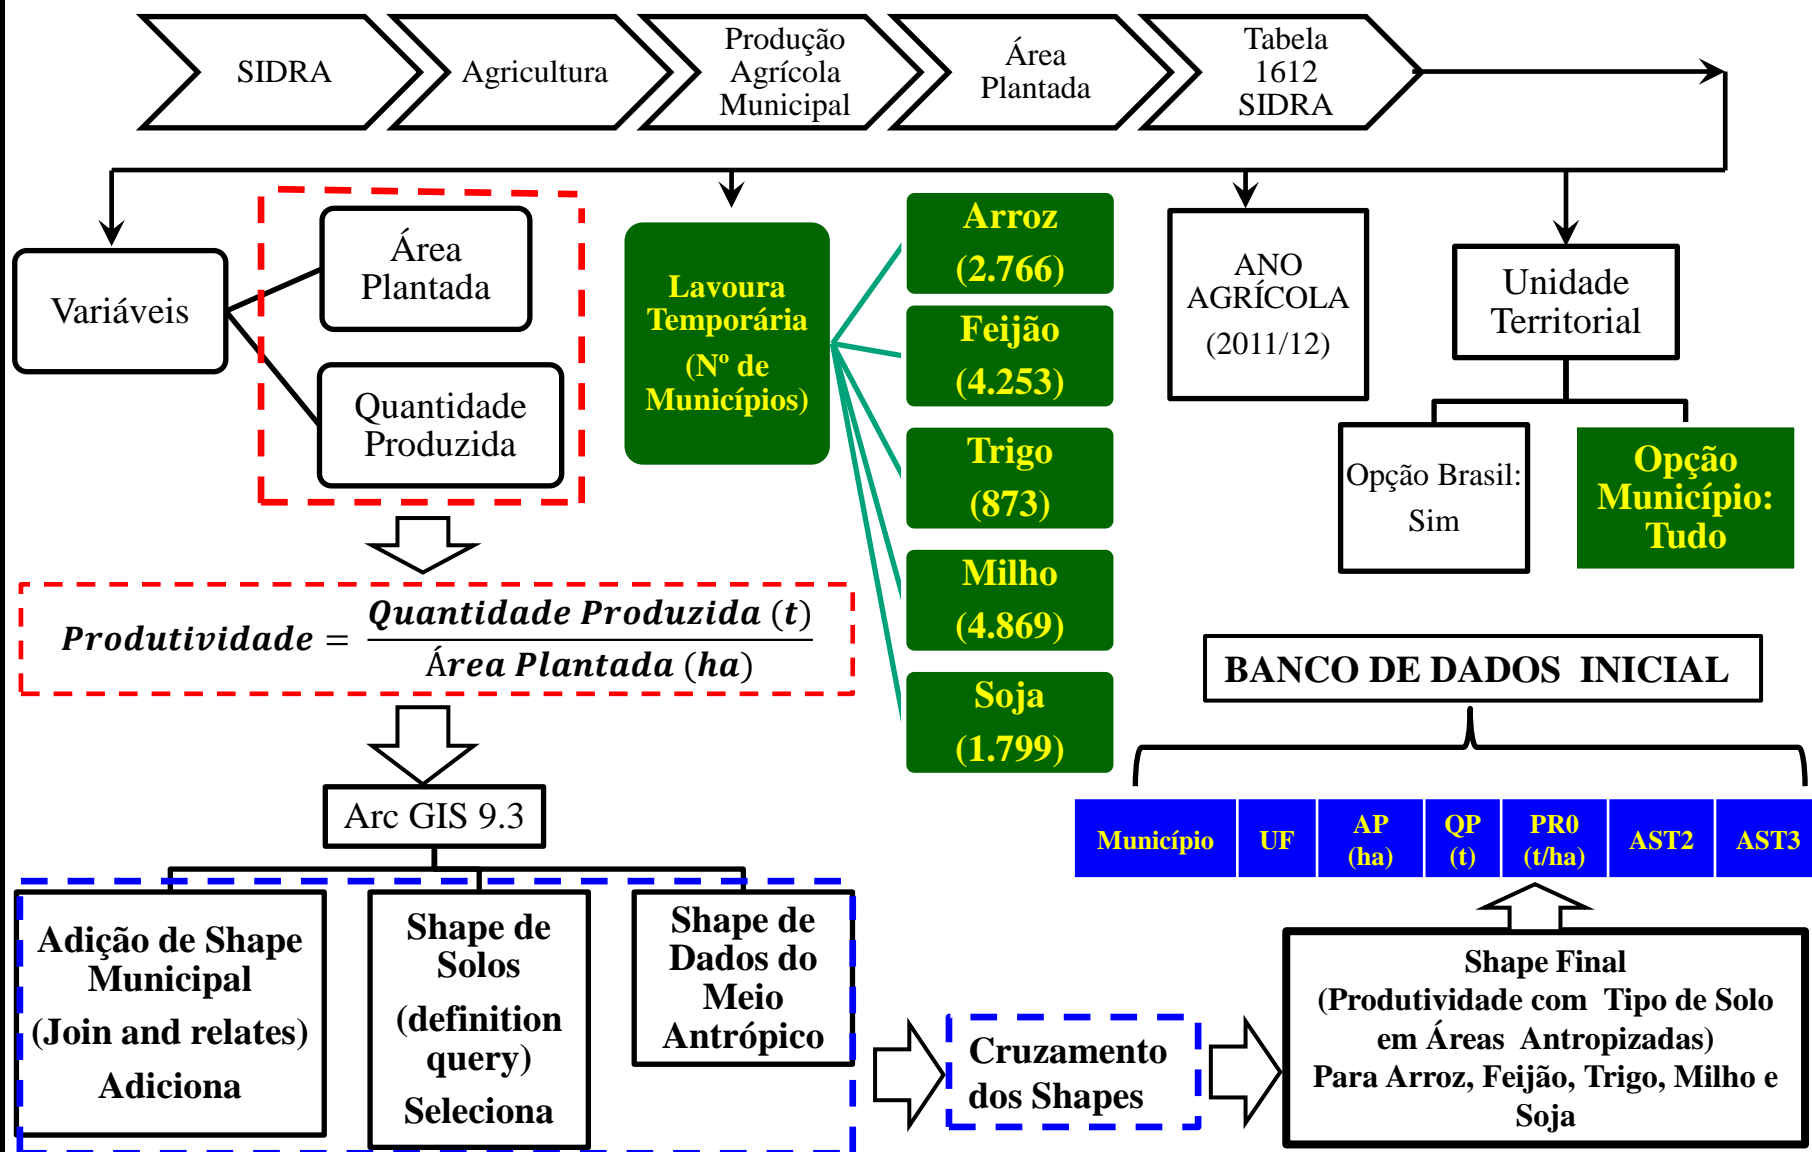 SIDRA
Agricultura
Produção
Agrícola
Municipal
Área
Plantada
Tabela
1612
SIDRA
Variáveis
Área
Plantada
Quantidade
Produzida
Lavoura
Temporária
(Nº de
Municípios)
Arroz
(2.766)
Feijão
(4.253)
Trigo
(873)
Milho
(4.869)
Soja
(1.799)
ANO
AGRÍCOLA
(2011/12)
Unidade
Territorial
Opção Brasil:
Sim
Opção
Município:
Tudo
Produtividade = Quantidade Produzida (t)
Área Plantada (ha)
BANCO DE DADOS INICIAL
Município UF AP (ha) QP (t) PR0 (t/ha) AST2 AST3
Arc GIS 9.3
Adição de Shape
Municipal
(Join and relates)
Adiciona
Shape de
Solos
(definition
query)
Seleciona
Shape de
Dados do
Meio
Antrópico
Cruzamento
dos Shapes
Shape Final
(Produtividade com Tipo de Solo
em Áreas Antropizadas)
Para Arroz, Feijão, Trigo, Milho e
Soja